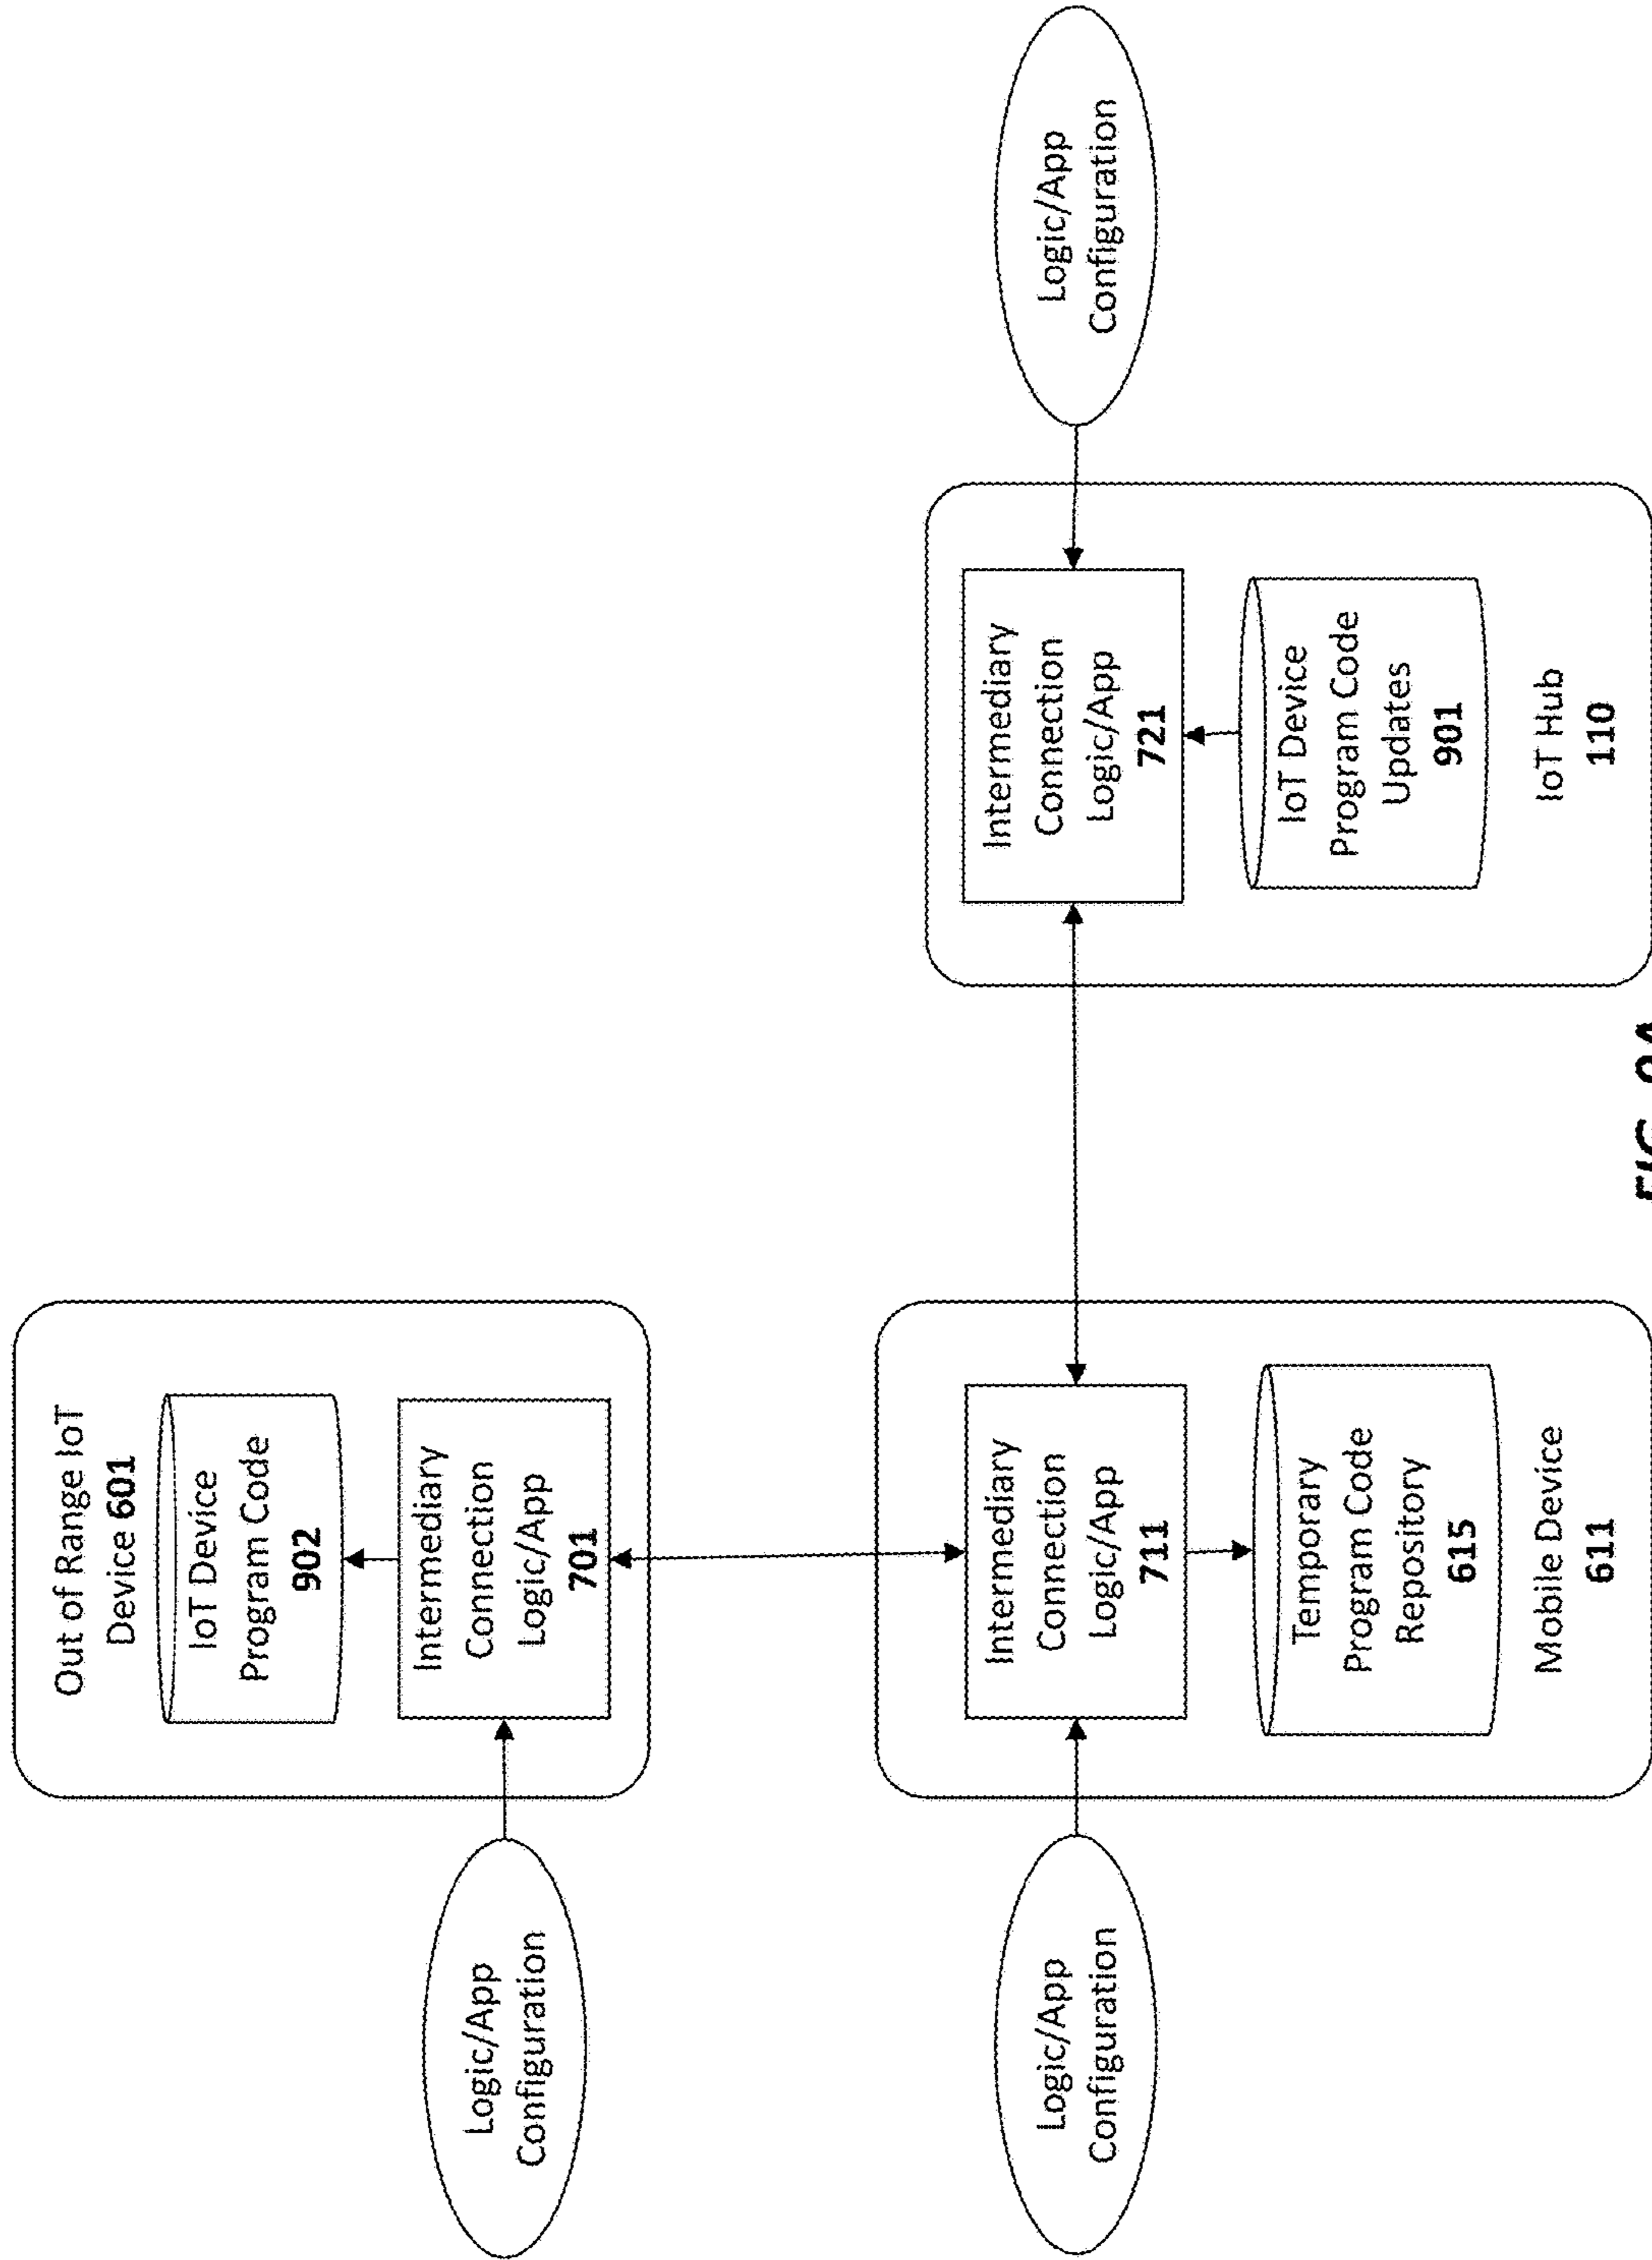 Out of Range IoT
Device 601
IoT Device
Program Code
902
Intermediary
Connection
Logic/App
701
Logic/App
Configuration
Logic/App
Configuration
Intermediary
Connection
Logic/App
711
Temporary
Program Code
Repository
615
Mobile Device
611
Intermediary
Connection
Logic/App
721
IoT Device
Program Code
Updates
901
IoT Hub
110
Logic/App
Configuration
FIG. 9A